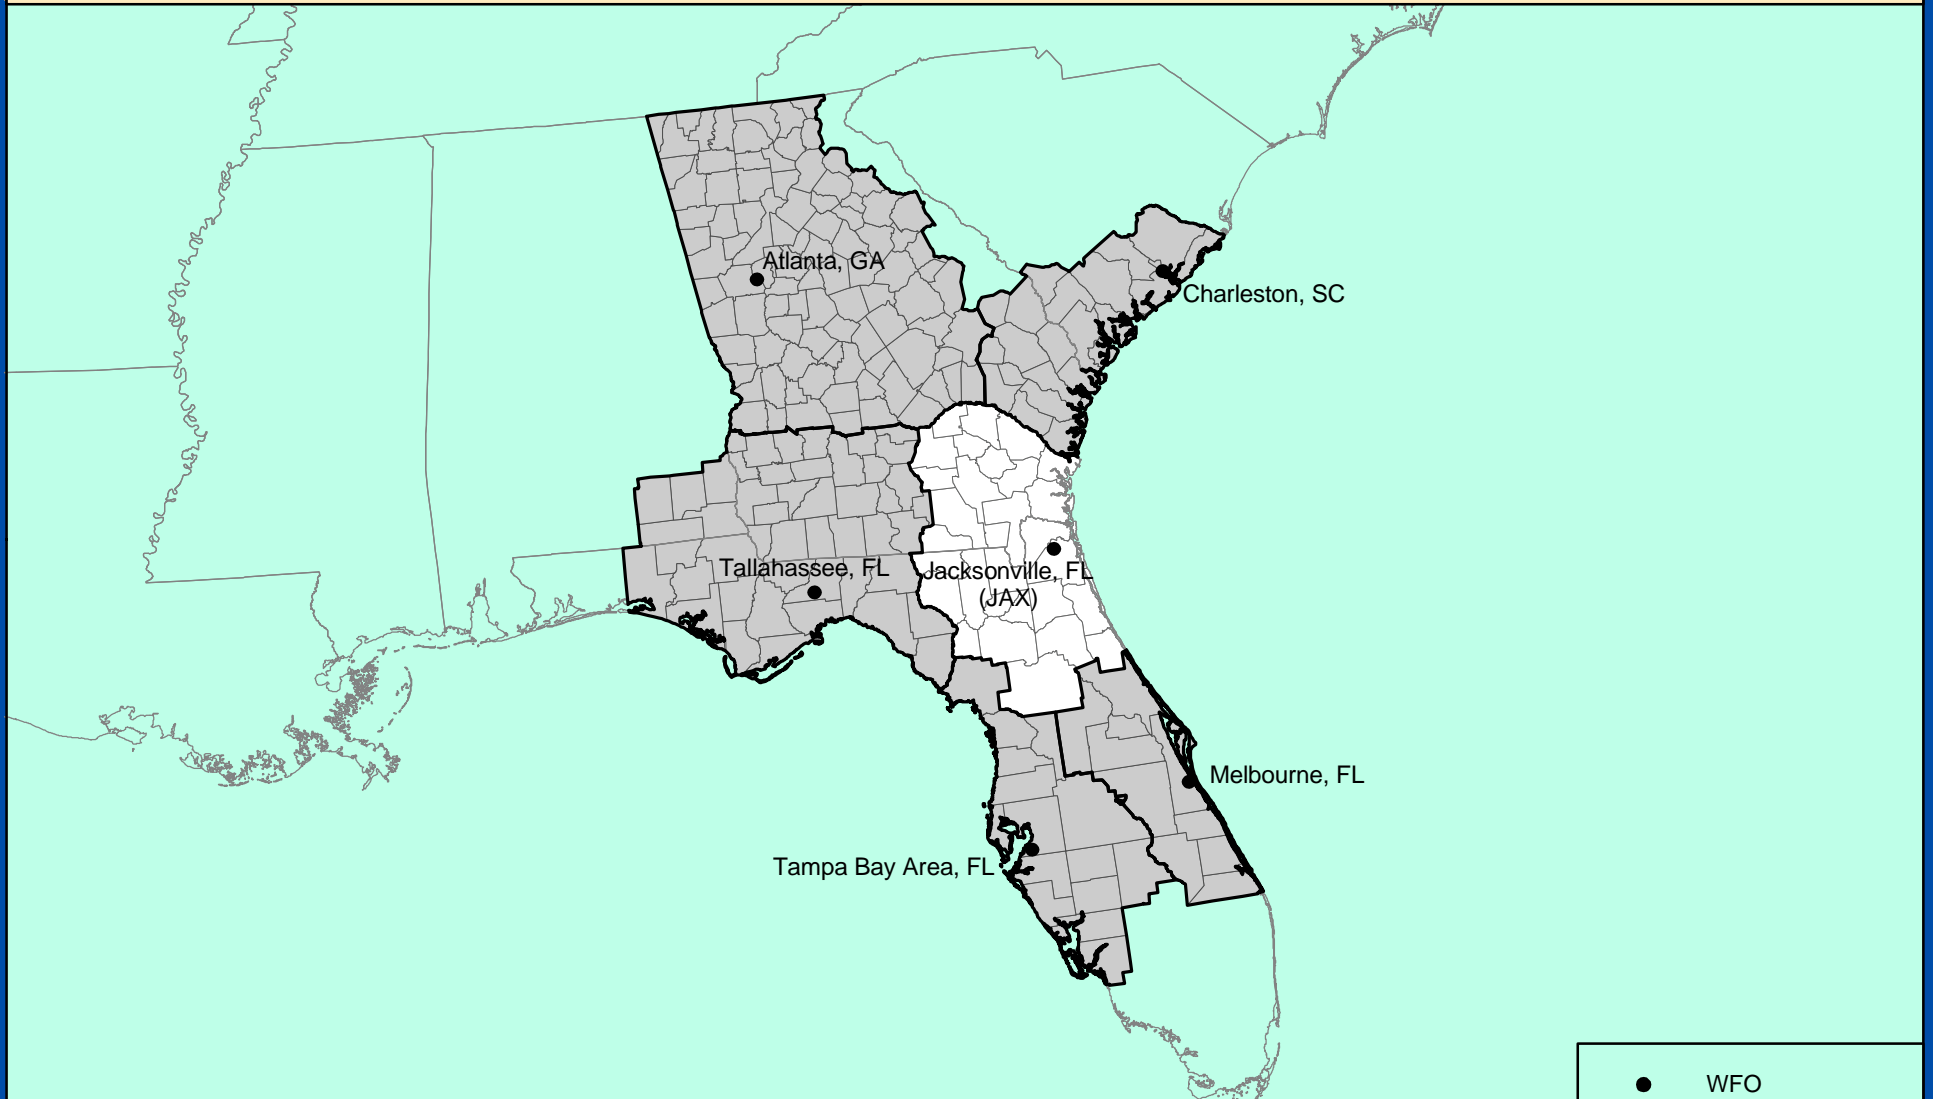 Atlanta, GA
Charleston, SC
Tallahassee, FL
Jacksonville, FL
(JAX)
Melbourne, FL
Tampa Bay Area, FL
WFO